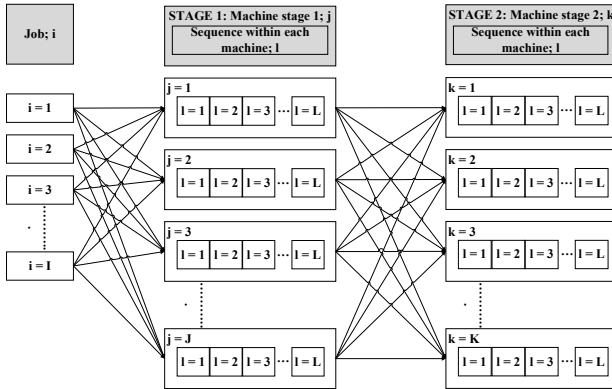 Job; i
STAGE 1: Machine stage 1; j
Sequence within each
machine; l
STAGE 2: Machine stage 2; k
Sequence within each
machine; l
i = 1
i = 2
i = 3
i = I
j = 1
l = 1 l = 2 l = 3 ... l = L
j = 2
l = 1 l = 2 l = 3 ... l = L
j = 3
l = 1 l = 2 l = 3 ... l = L
j = J
l = 1 l = 2 l = 3 ... l = L
k = 1
l = 1 l = 2 l = 3 ... l = L
k = 2
l = 1 l = 2 l = 3 ... l = L
k = 3
l = 1 l = 2 l = 3 ... l = L
k = K
l = 1 l = 2 l = 3 ... l = L